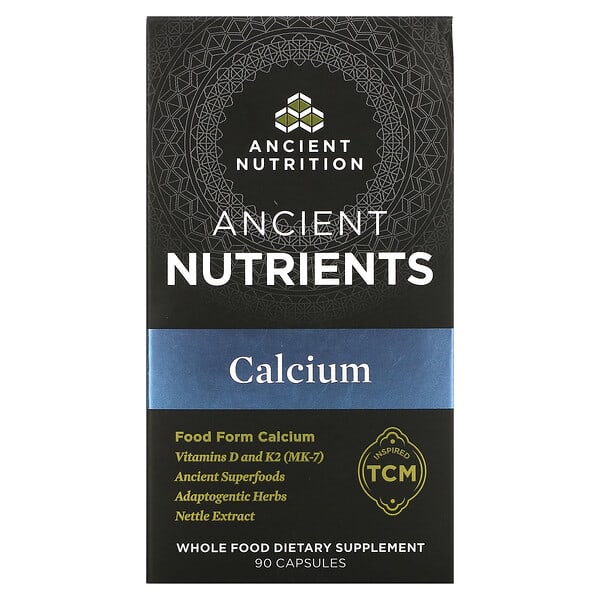 ANCIENT
NUTRITION
ANCIENT
NUTRIENTS
Calcium
Food Form Calcium
Vitamins D and K2 (MK-7)
Ancient Superfoods
Adaptogentic Herbs
Nettle Extract
INSPIRED
TCM
WHOLE FOOD DIETARY SUPPLEMENT
90 CAPSULES